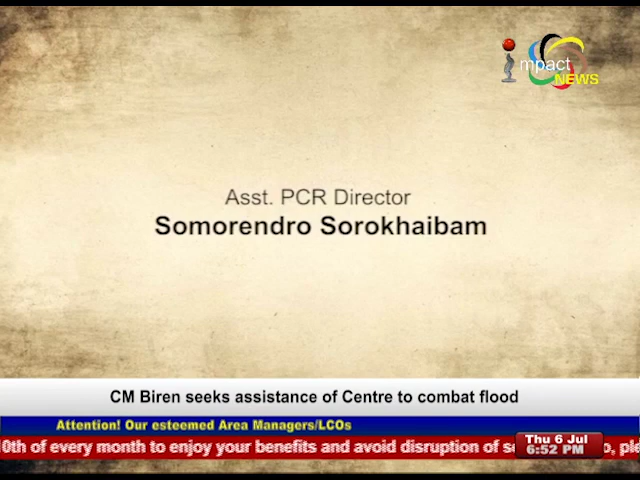 impact
NEWS
Asst. PCR Director
Somorendro Sorokhaibam
CM Biren seeks assistance of Centre to combat flood
Attention! Our esteemed Area Managers/LCOs
10th of every month to enjoy your benefits and avoid disruption of
Thu 6 Jul
6:52 PM